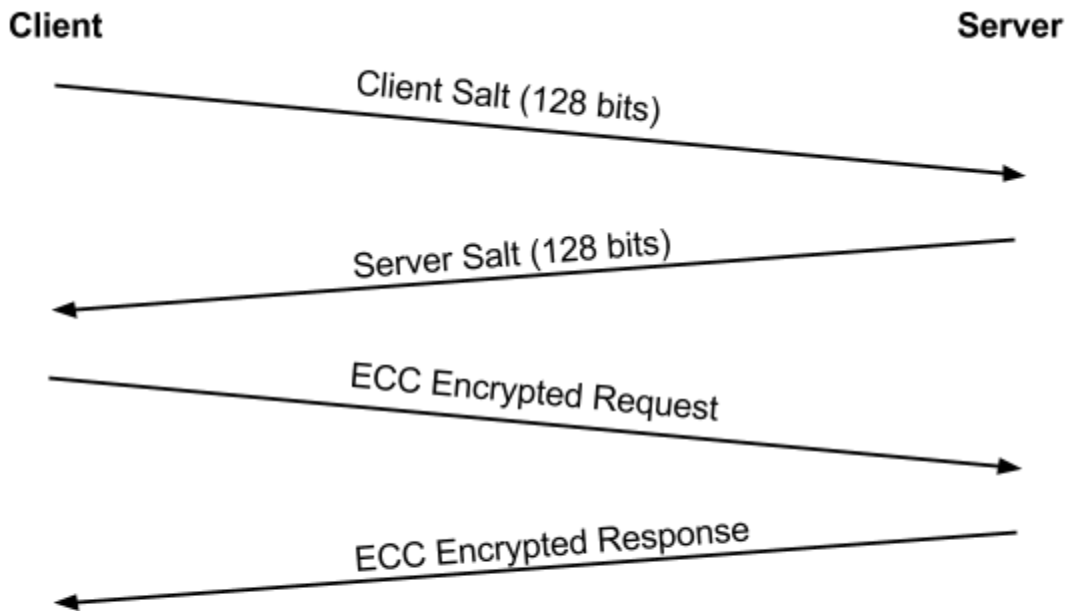 Client
Server
Client Salt (128 bits)
Server Salt (128 bits)
ECC Encrypted Request
ECC Encrypted Response